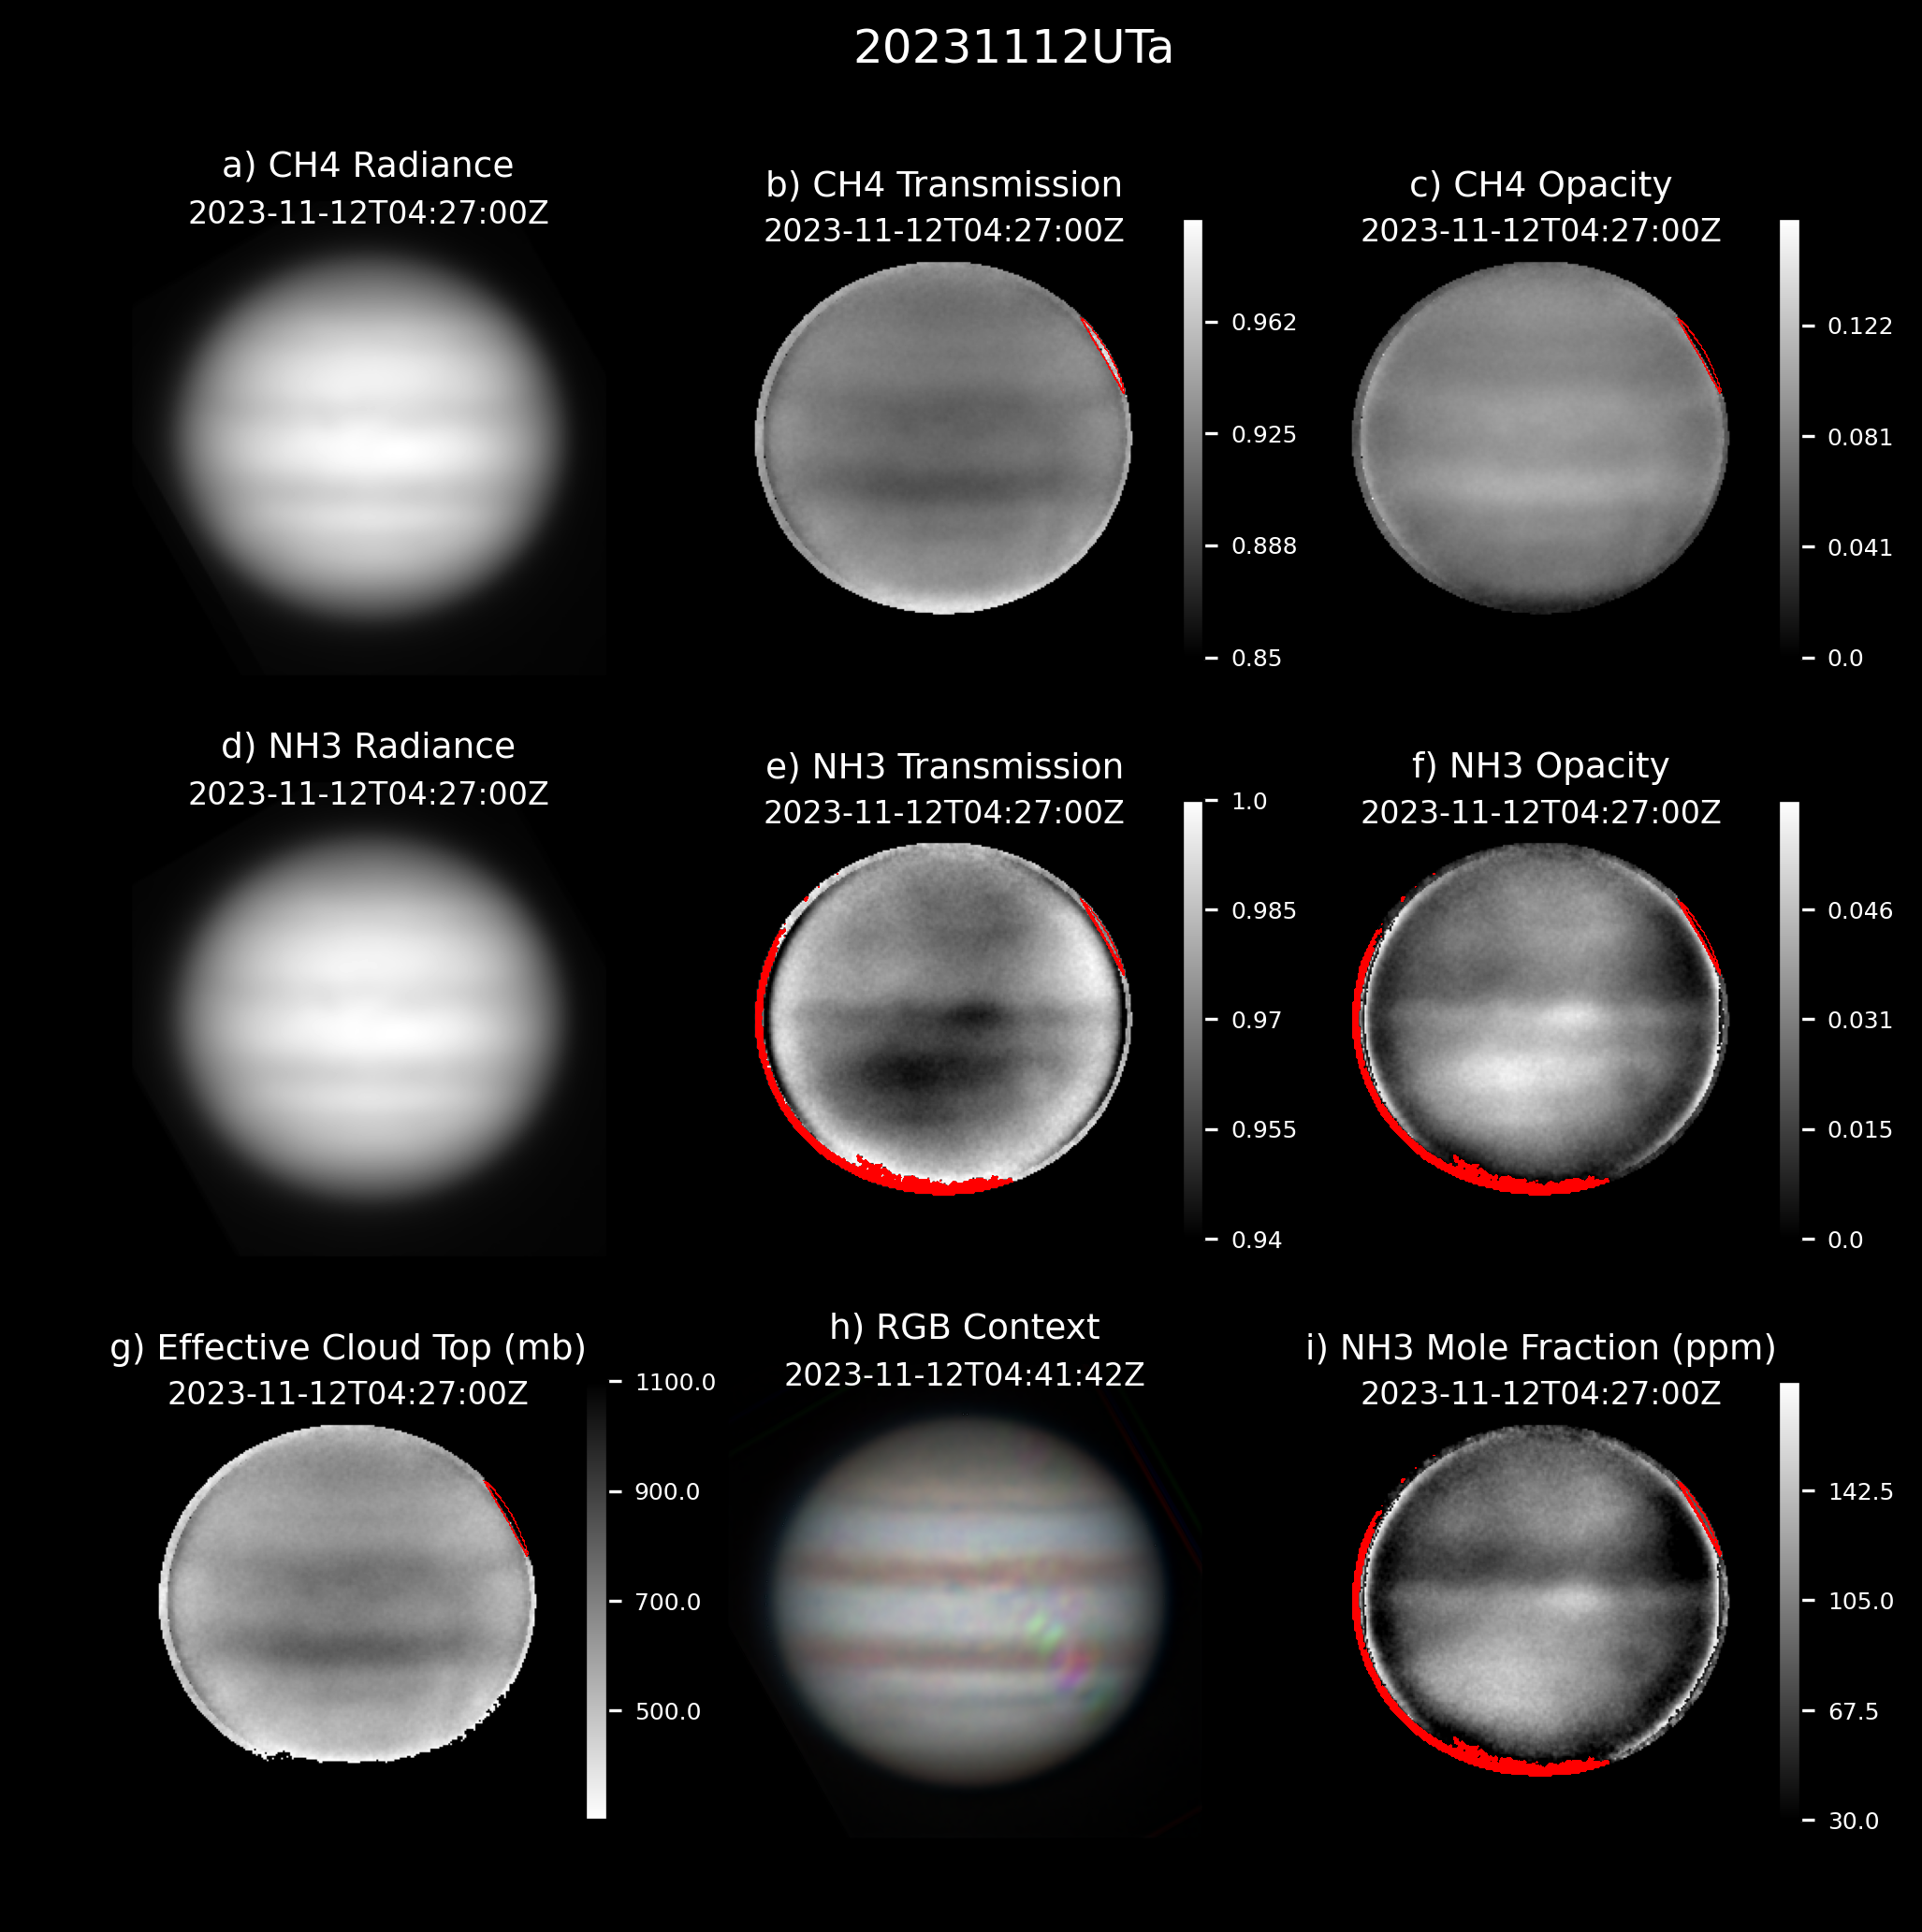 20231112UTa
a) CH4 Radiance
2023-11-12T04:27:00Z
b) CH4 Transmission
2023-11-12T04:27:00Z
0.962
0.925
0.888
0.85
c) CH4 Opacity
2023-11-12T04:27:00Z
0.122
0.081
0.041
0.0
d) NH3 Radiance
2023-11-12T04:27:00Z
e) NH3 Transmission
2023-11-12T04:27:00Z
1.0
0.985
0.97
0.955
0.94
f) NH3 Opacity
2023-11-12T04:27:00Z
0.046
0.031
0.015
0.0
g) Effective Cloud Top (mb)
2023-11-12T04:27:00Z
1100.0
900.0
700.0
500.0
h) RGB Context
2023-11-12T04:41:42Z
i) NH3 Mole Fraction (ppm)
2023-11-12T04:27:00Z
142.5
105.0
67.5
30.0